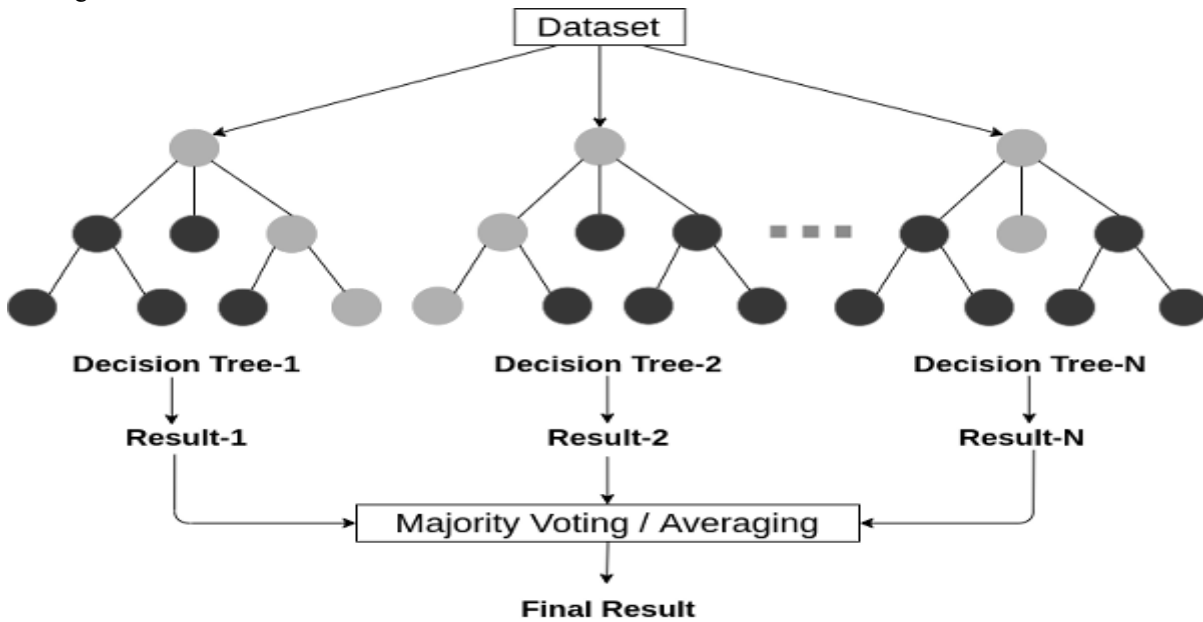 Dataset
Decision Tree-1
Decision Tree-2
Decision Tree-N
Result-1
Result-2
Result-N
Majority Voting / Averaging
Final Result